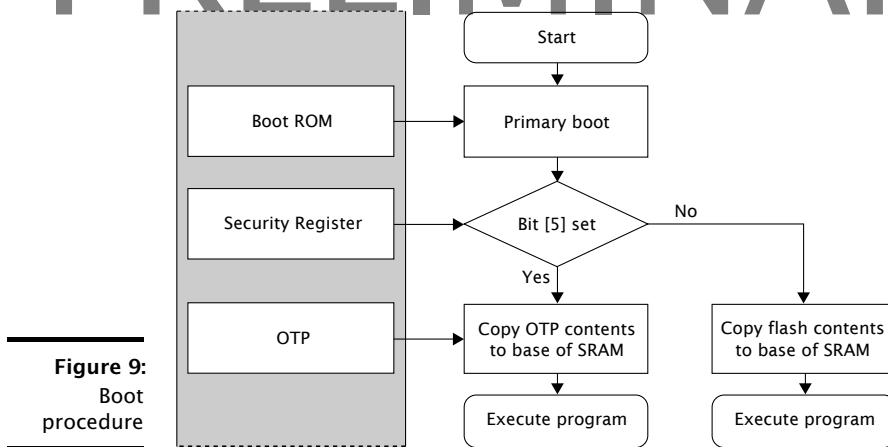 Start
Boot ROM
Primary boot
Security Register
Bit [5] set
No
Yes
OTP
Copy OTP contents
to base of SRAM
Copy flash contents
to base of SRAM
Execute program
Execute program
Figure 9:
Boot
procedure